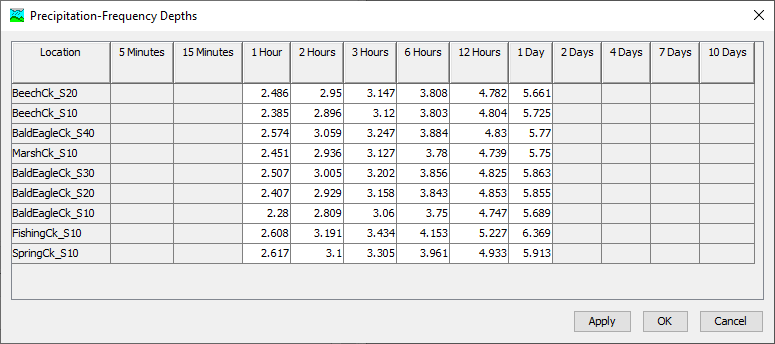 Precipitation-Frequency Depths
Location 5 Minutes 15 Minutes 1 Hour 2 Hours 3 Hours 6 Hours 12 Hours 1 Day 2 Days 4 Days 7 Days 10 Days
BeechCk_S20 2.486 2.95 3.147 3.808 4.782 5.661
BeechCk_S10 2.385 2.896 3.12 3.803 4.804 5.725
BaldEagleCk_S40 2.574 3.059 3.247 3.884 4.83 5.77
MarshCk_S10 2.451 2.936 3.127 3.78 4.739 5.75
BaldEagleCk_S30 2.507 3.005 3.202 3.856 4.825 5.863
BaldEagleCk_S20 2.407 2.929 3.158 3.843 4.853 5.855
BaldEagleCk_S10 2.28 2.809 3.06 3.75 4.747 5.689
FishingCk_S10 2.608 3.191 3.434 4.153 5.227 6.369
SpringCk_S10 2.617 3.1 3.305 3.961 4.933 5.913
Apply OK Cancel